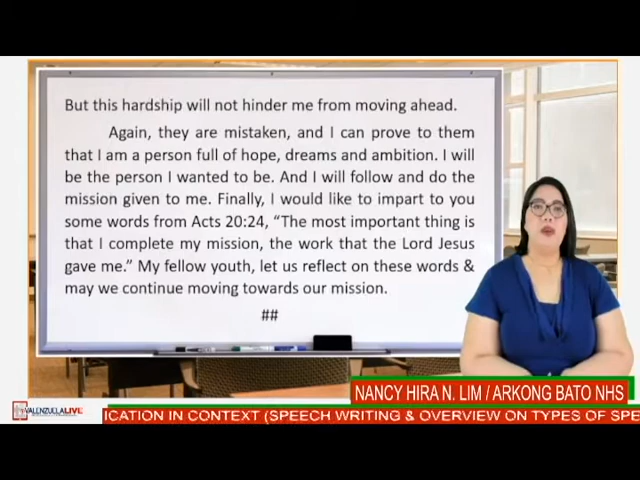 But this hardship will not hinder me from moving ahead.
Again, they are mistaken, and I can prove to them
that I am a person full of hope, dreams and ambition. I will
be the person I wanted to be. And I will follow and do the
mission given to me. Finally, I would like to impart to you
some words from Acts 20:24, “The most important thing is
that I complete my mission, the work that the Lord Jesus
gave me.” My fellow youth, let us reflect on these words &
may we continue moving towards our mission.
##
NANCY HIRA N. LIM / ARKONG BATO NHS
VALENZUELALIVE
ICATION IN CONTEXT (SPEECH WRITING & OVERVIEW ON TYPES OF SPE